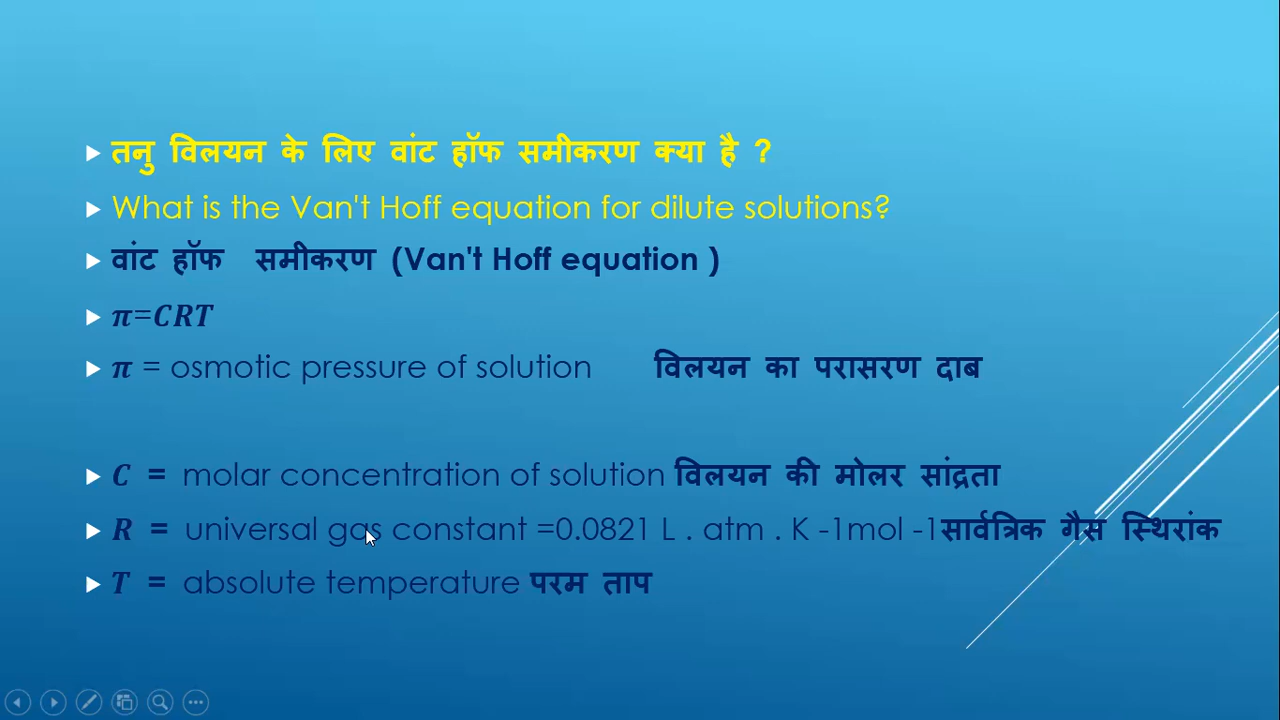 तनु विलयन के लिए वांट हॉफ समीकरण क्या है ?
What is the Van't Hoff equation for dilute solutions?
वांट हॉफ समीकरण (Van't Hoff equation )
π=CRT
π = osmotic pressure of solution विलयन का परासरण दाब
C = molar concentration of solution विलयन की मोलर सांद्रता
R = universal gas constant =0.0821 L . atm . K -1mol -1सार्वत्रिक गैस स्थिरांक
T = absolute temperature परम ताप